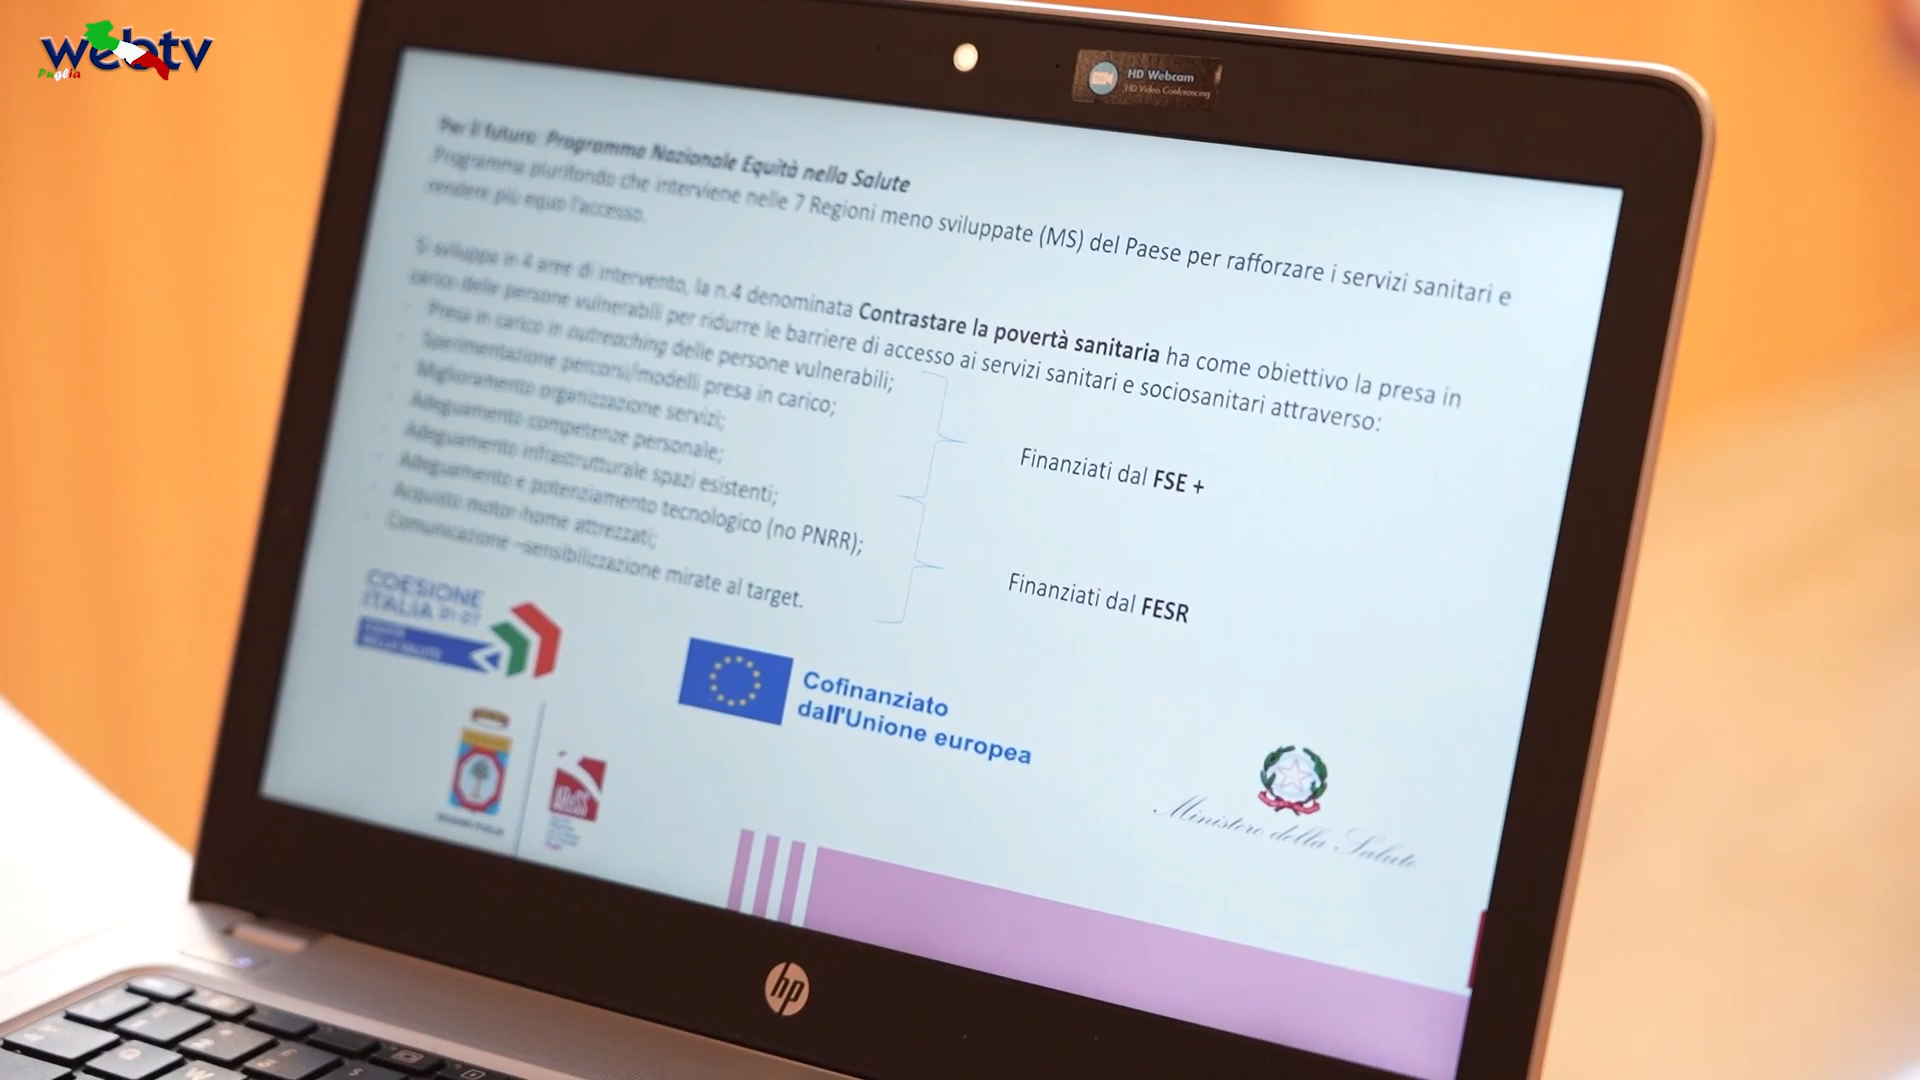 webtv
Puglia
HD Webcam
HD Video Conferencing
Per il futuro: Programma Nazionale Equità nella Salute
Programma plurifondo che interviene nelle 7 Regioni meno sviluppate (MS) del Paese per rafforzare i servizi sanitari e
rendere più equo l'accesso.
Si sviluppa in 4 aree di intervento, la n.4 denominata Contrastare la povertà sanitaria ha come obiettivo la presa in
carico delle persone vulnerabili per ridurre le barriere di accesso ai servizi sanitari e sociosanitari attraverso:
- Presa in carico in outreaching delle persone vulnerabili;
- Sperimentazione percorsi/modelli presa in carico;
- Miglioramento organizzazione servizi;
- Adeguamento competenze personale;
- Adeguamento infrastrutturale spazi esistenti;
- Adeguamento e potenziamento tecnologico (no PNRR);
- Acquisto motor-home attrezzati;
- Comunicazione –sensibilizzazione mirate al target.
Finanziati dal FSE +
Finanziati dal FESR
COESIONE
ITALIA 21-27
Cofinanziato
dall'Unione europea
Ministero della Salute
hp